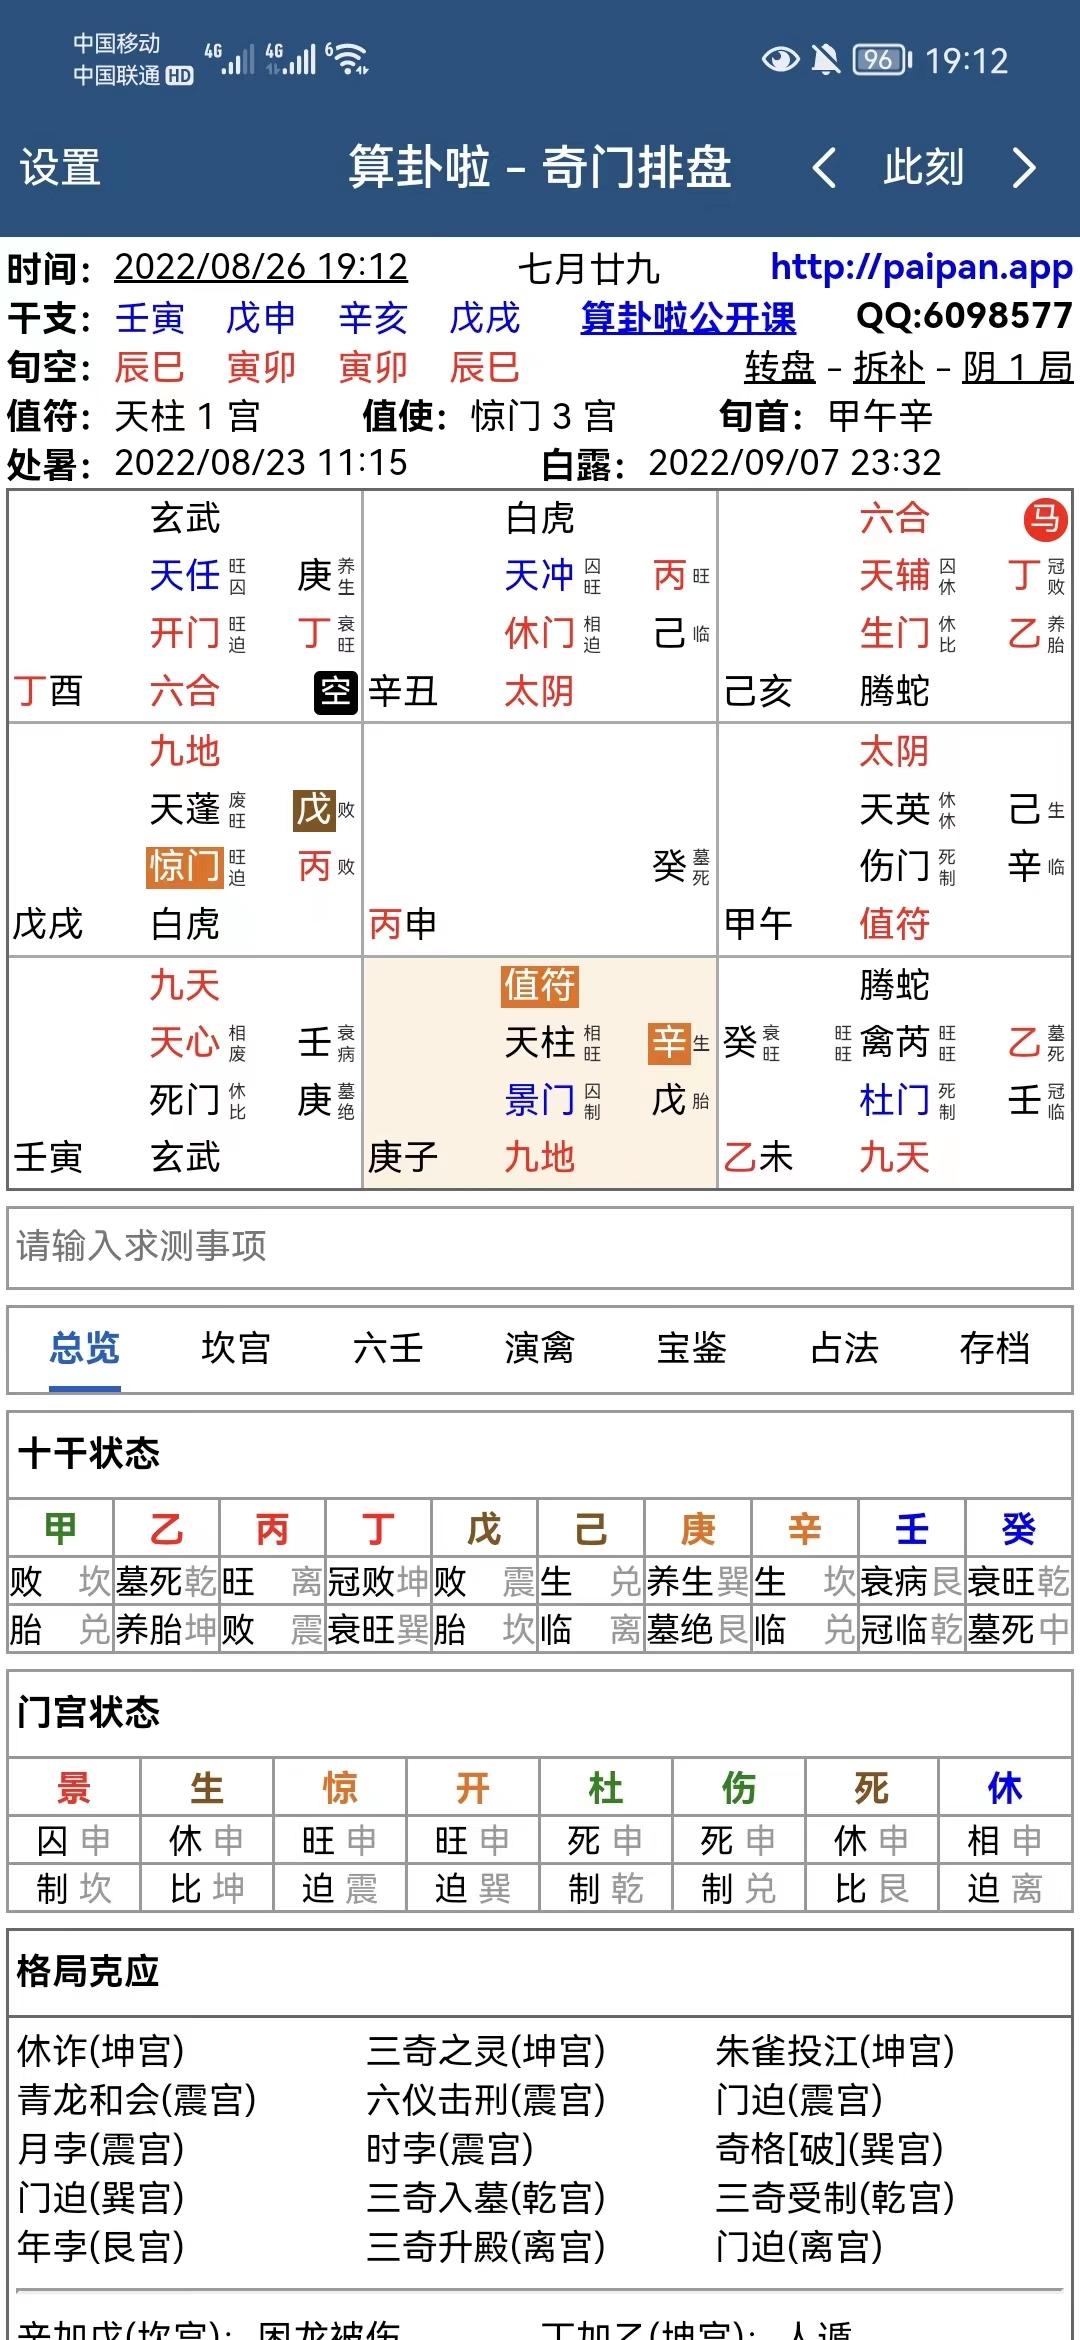 中国移动 4G 4G 6 96 19:12
中国联通 HD
设置 算卦啦 - 奇门排盘 < 此刻 >
时间： 2022/08/26 19:12 七月廿九 http://paipan.app
干支： 壬寅 戊申 辛亥 戊戌 算卦啦公开课 QQ:6098577
旬空： 辰巳 寅卯 寅卯 辰巳 转盘 - 拆补 - 阴 1 局
值符： 天柱 1 宫 值使： 惊门 3 宫 旬首： 甲午辛
处暑： 2022/08/23 11:15 白露： 2022/09/07 23:32
玄武 白虎 六合 马
天任 旺囚 庚 养生 天冲 囚旺 丙 旺 天辅 囚休 丁 冠败
开门 旺迫 丁 衰旺 休门 相迫 己 临 生门 休比 乙 养胎
丁酉 六合 空 辛丑 太阴 己亥 腾蛇
九地 太阴
天蓬 废旺 戊 败 天英 休休 己 生
惊门 旺迫 丙 败 癸 墓死 伤门 死制 辛 临
戊戌 白虎 丙申 甲午 值符
九天 值符 腾蛇
天心 相废 壬 衰病 天柱 相旺 辛 生 癸 衰旺 旺旺 禽芮 旺旺 乙 墓死
死门 休比 庚 墓绝 景门 囚制 戊 胎 杜门 死制 壬 冠临
壬寅 玄武 庚子 九地 乙未 九天
请输入求测事项
总览 坎宫 六壬 演禽 宝鉴 占法 存档
十干状态
甲 乙 丙 丁 戊 己 庚 辛 壬 癸
败 坎 墓死乾 旺 离 冠败坤 败 震 生 兑 养生巽 生 坎 衰病艮 衰旺乾
胎 兑 养胎坤 败 震 衰旺巽 胎 坎 临 离 墓绝艮 临 兑 冠临乾 墓死中
门宫状态
景 生 惊 开 杜 伤 死 休
囚 申 休 申 旺 申 旺 申 死 申 死 申 休 申 相 申
制 坎 比 坤 迫 震 迫 巽 制 乾 制 兑 比 艮 迫 离
格局克应
休诈(坤宫) 三奇之灵(坤宫) 朱雀投江(坤宫)
青龙和会(震宫) 六仪击刑(震宫) 门迫(震宫)
月孛(震宫) 时孛(震宫) 奇格[破](巽宫)
门迫(巽宫) 三奇入墓(乾宫) 三奇受制(乾宫)
年孛(艮宫) 三奇升殿(离宫) 门迫(离宫)
辛加戊(坎宫)：困龙被伤 丁加乙(坤宫)：人遁